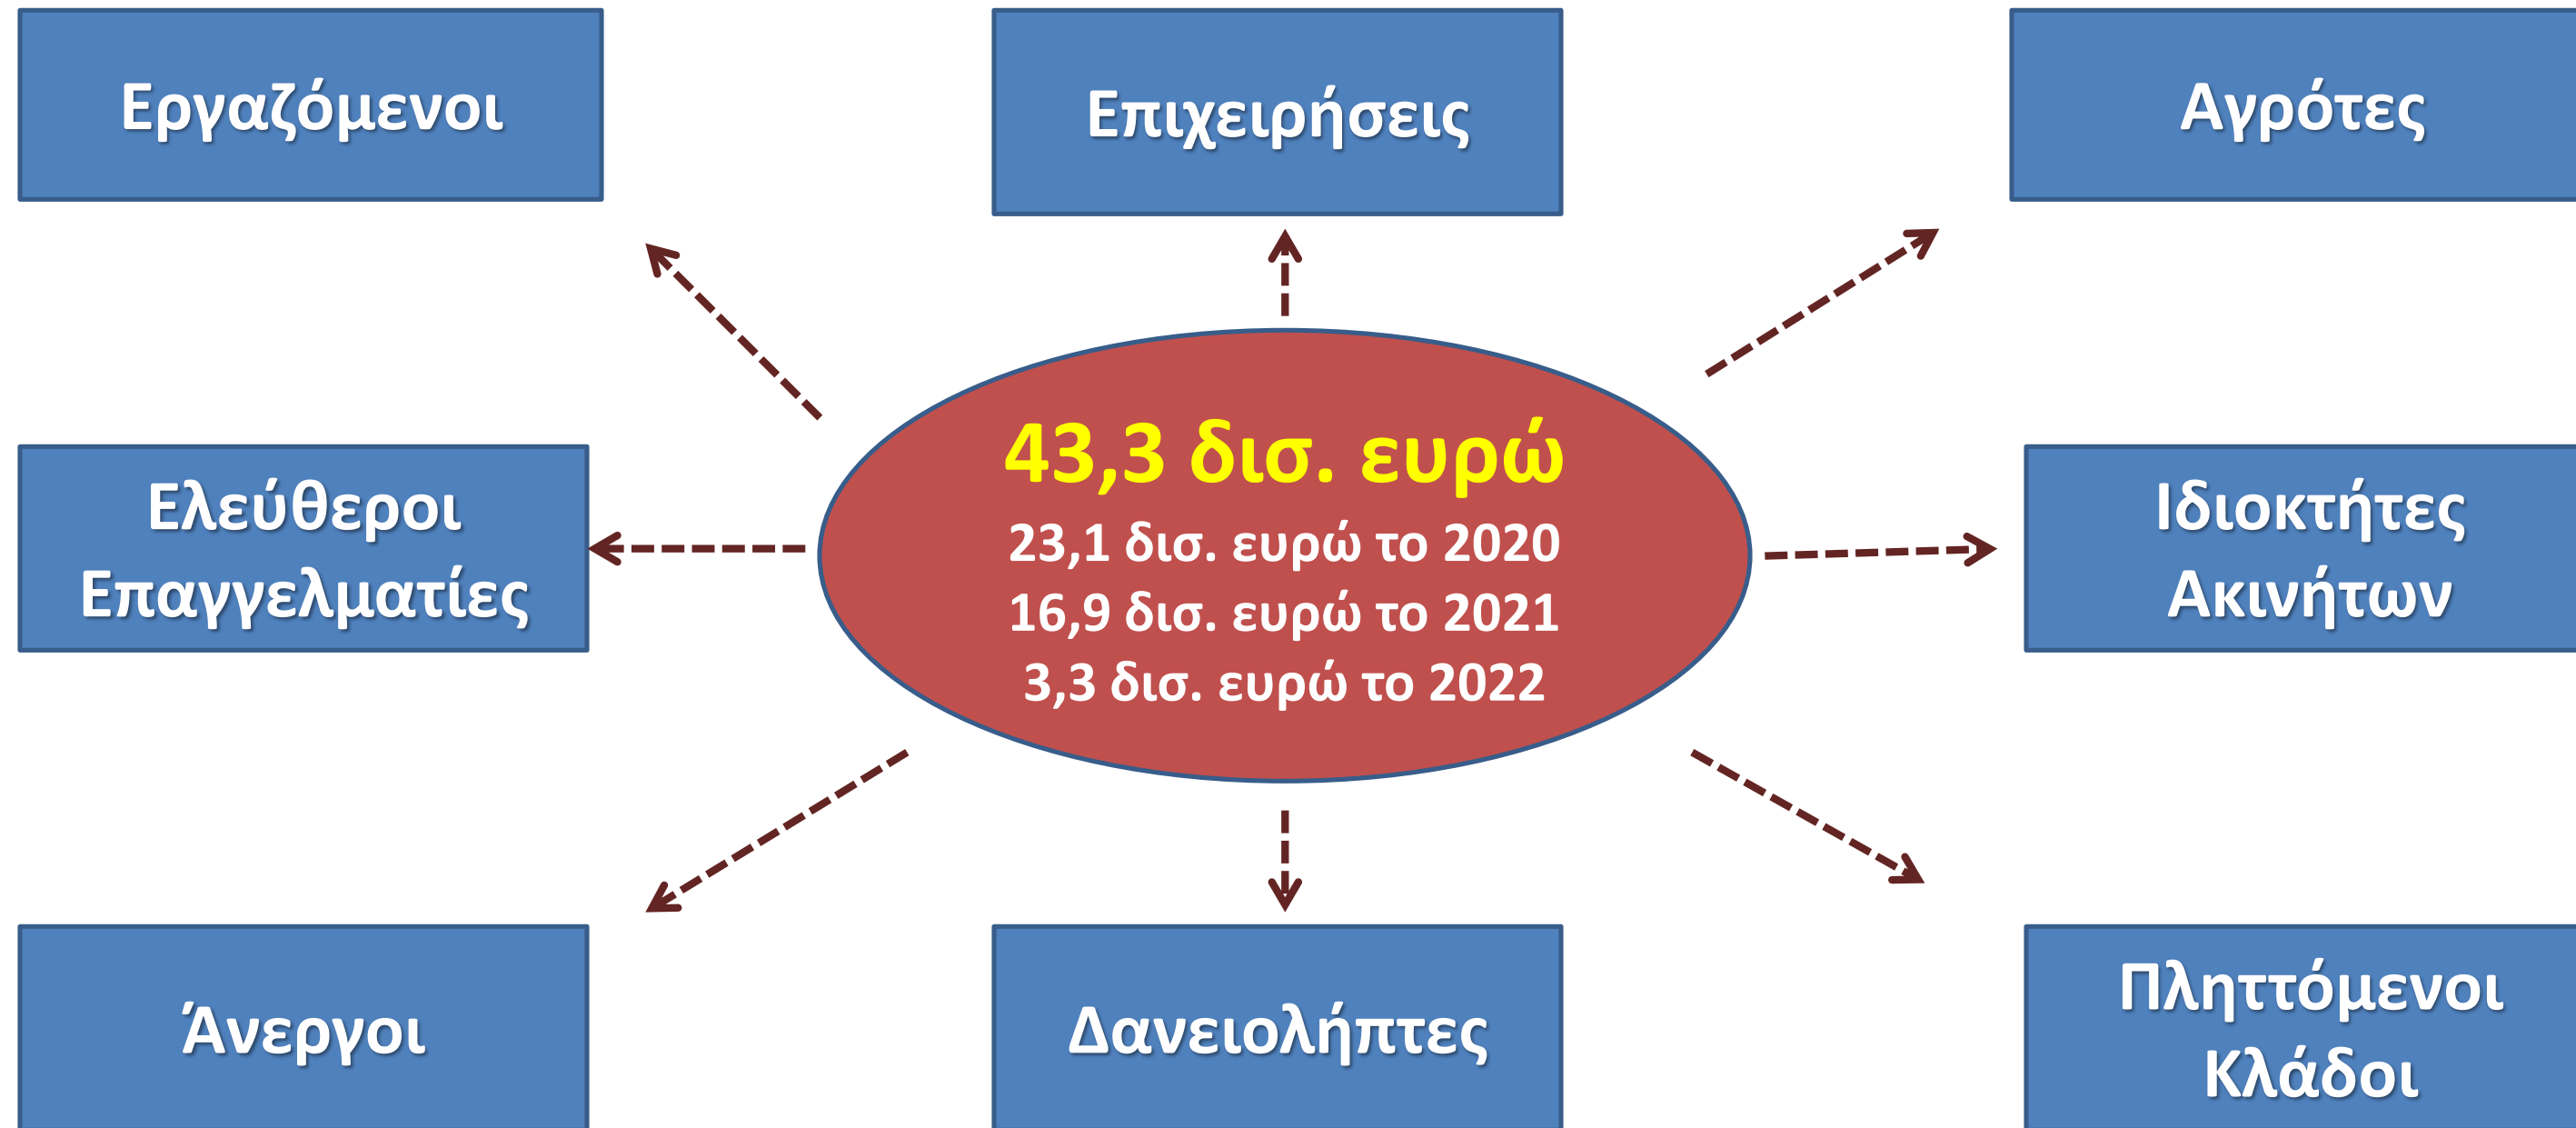 Εργαζόμενοι
Επιχειρήσεις
Αγρότες
Ελεύθεροι
Επαγγελματίες
43,3 δισ. ευρώ
23,1 δισ. ευρώ το 2020
16,9 δισ. ευρώ το 2021
3,3 δισ. ευρώ το 2022
Ιδιοκτήτες
Ακινήτων
Άνεργοι
Δανειολήπτες
Πληττόμενοι
Κλάδοι